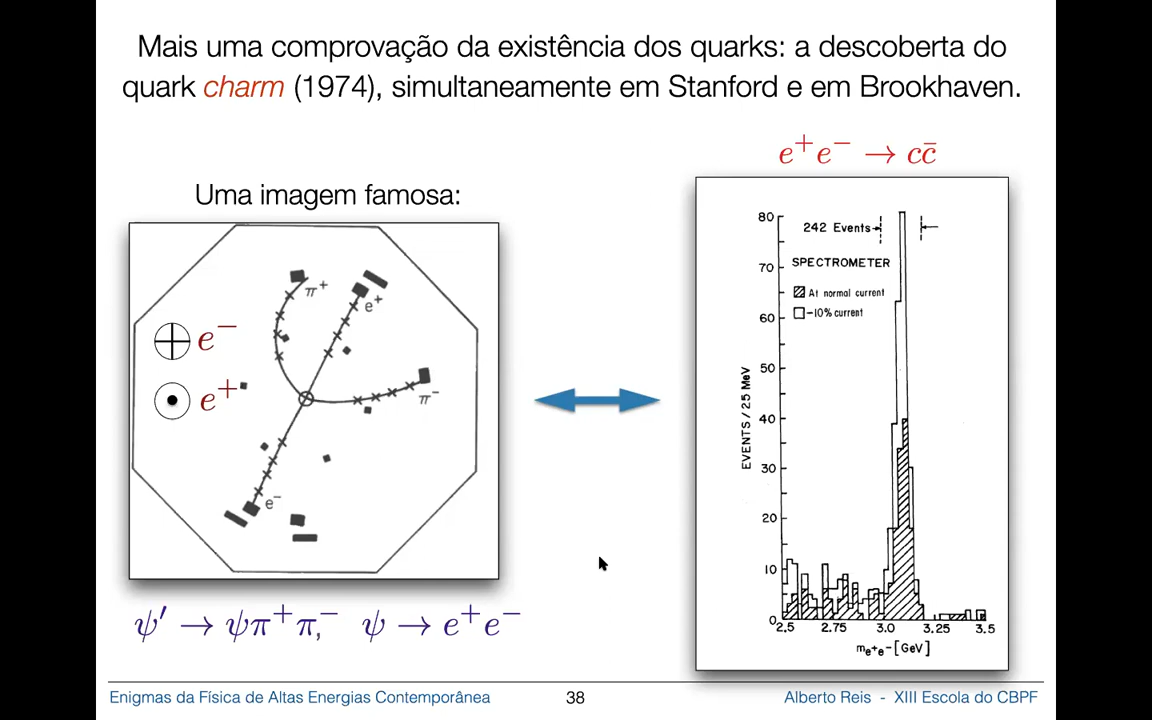 Mais uma comprovação da existência dos quarks: a descoberta do
quark charm (1974), simultaneamente em Stanford e em Brookhaven.
e⁺e⁻ → cc̄
Uma imagem famosa:
π⁺
e⁺
e⁻
e⁺
π⁻
e⁻
ψ′ → ψπ⁺π,⁻ ψ → e⁺e⁻
80
70
60
50
40
30
20
10
0
EVENTS / 25 MeV
242 Events
SPECTROMETER
At normal current
-10% current
2.5 2.75 3.0 3.25 3.5
mₑ⁺ₑ⁻[GeV]
Enigmas da Física de Altas Energias Contemporânea 38 Alberto Reis - XIII Escola do CBPF